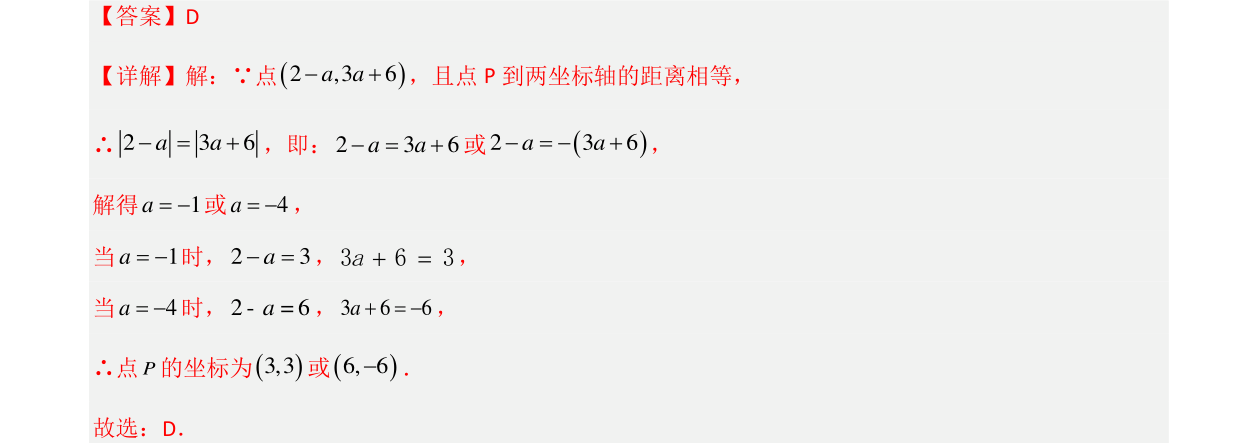 【答案】D
【详解】解：∵点(2−a,3a+6)，且点 P 到两坐标轴的距离相等，
∴|2−a|=|3a+6|，即：2−a=3a+6或2−a=−(3a+6)，
解得a=−1或a=−4，
当a=−1时，2−a=3，3a+6=3，
当a=−4时，2- a=6，3a+6=−6，
∴点P的坐标为(3,3)或(6,−6)．
故选：D．